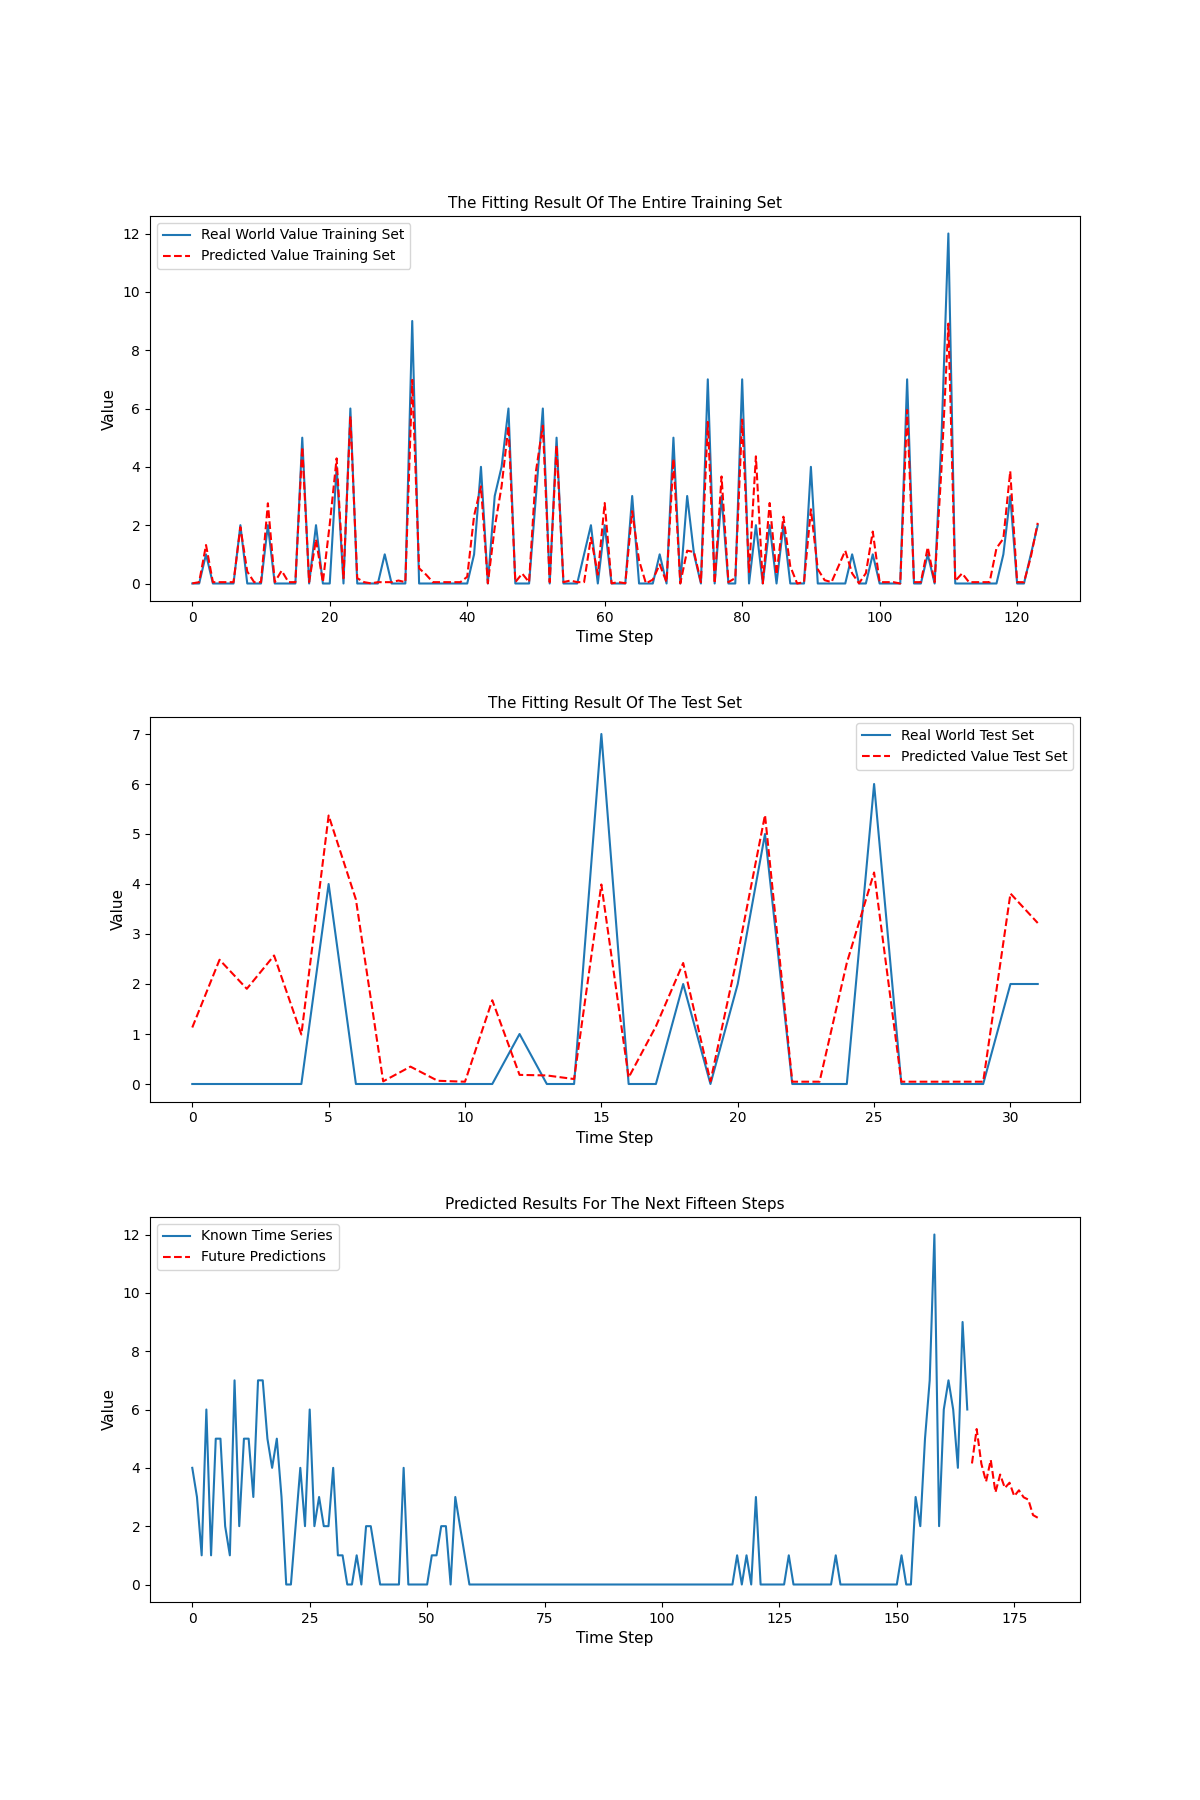 The Fitting Result Of The Entire Training Set
Real World Value Training Set
Predicted Value Training Set
Value
12
10
8
6
4
2
0
0 20 40 60 80 100 120
Time Step
The Fitting Result Of The Test Set
Real World Test Set
Predicted Value Test Set
Value
7
6
5
4
3
2
1
0
0 5 10 15 20 25 30
Time Step
Predicted Results For The Next Fifteen Steps
Known Time Series
Future Predictions
Value
12
10
8
6
4
2
0
0 25 50 75 100 125 150 175
Time Step